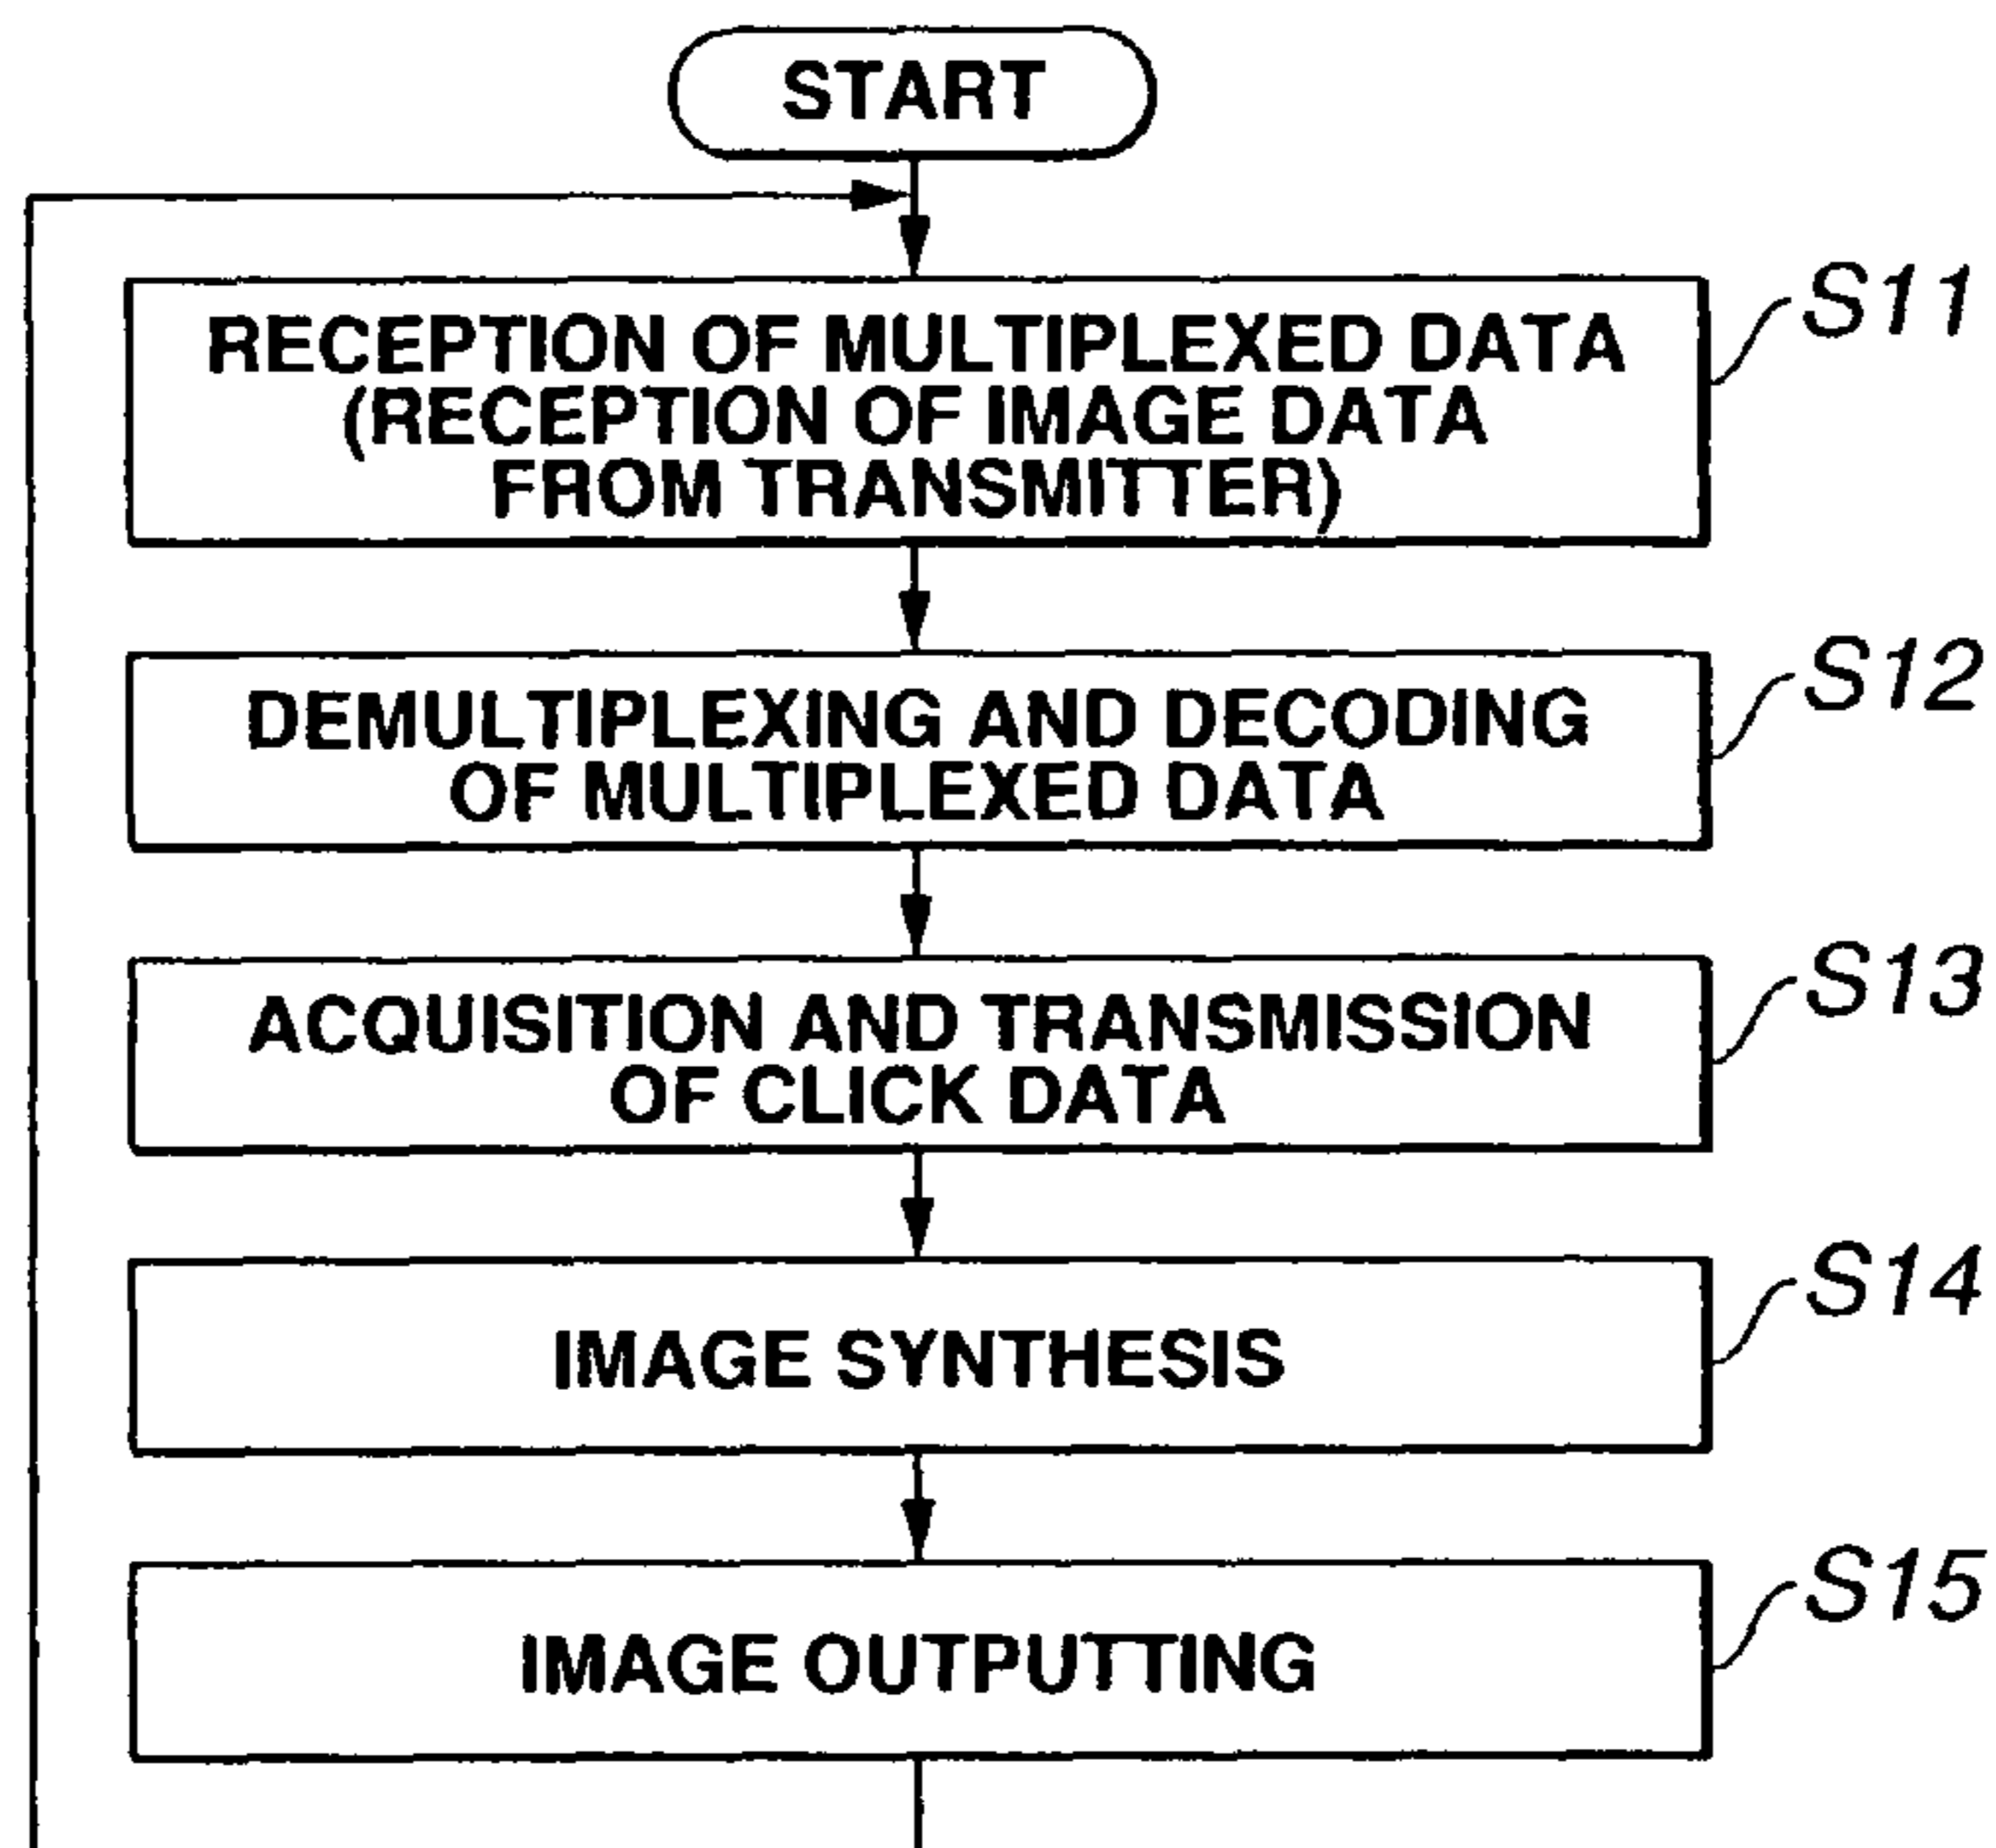 START
RECEPTION OF MULTIPLEXED DATA
(RECEPTION OF IMAGE DATA
FROM TRANSMITTER)
S11
DEMULTIPLEXING AND DECODING
OF MULTIPLEXED DATA
S12
ACQUISITION AND TRANSMISSION
OF CLICK DATA
S13
IMAGE SYNTHESIS
S14
IMAGE OUTPUTTING
S15